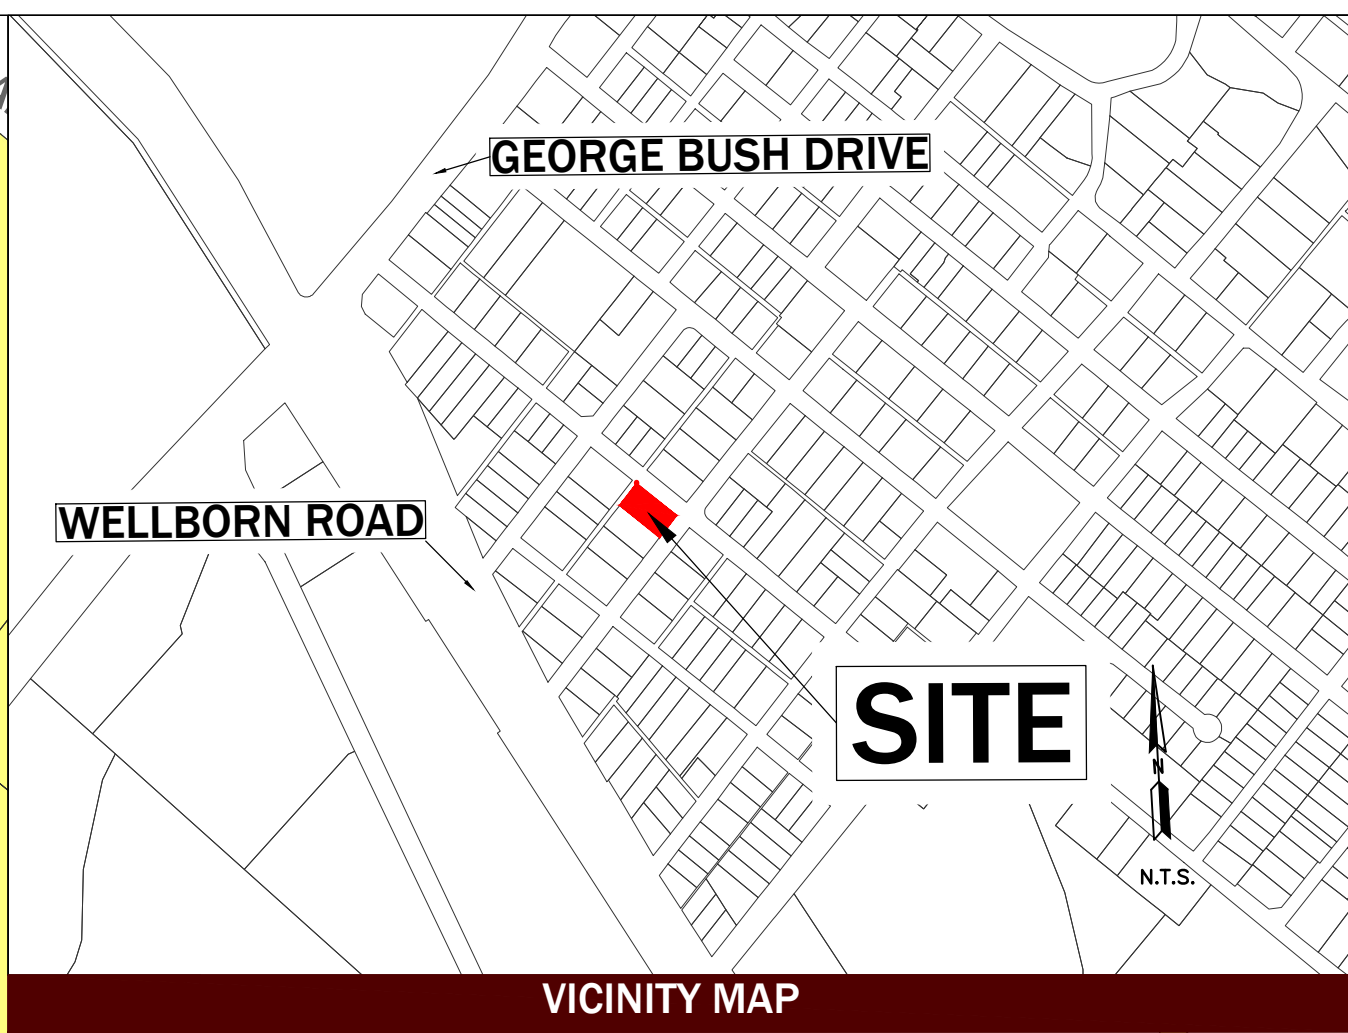 GEORGE BUSH DRIVE
WELLBORN ROAD
SITE
N
N.T.S.
VICINITY MAP